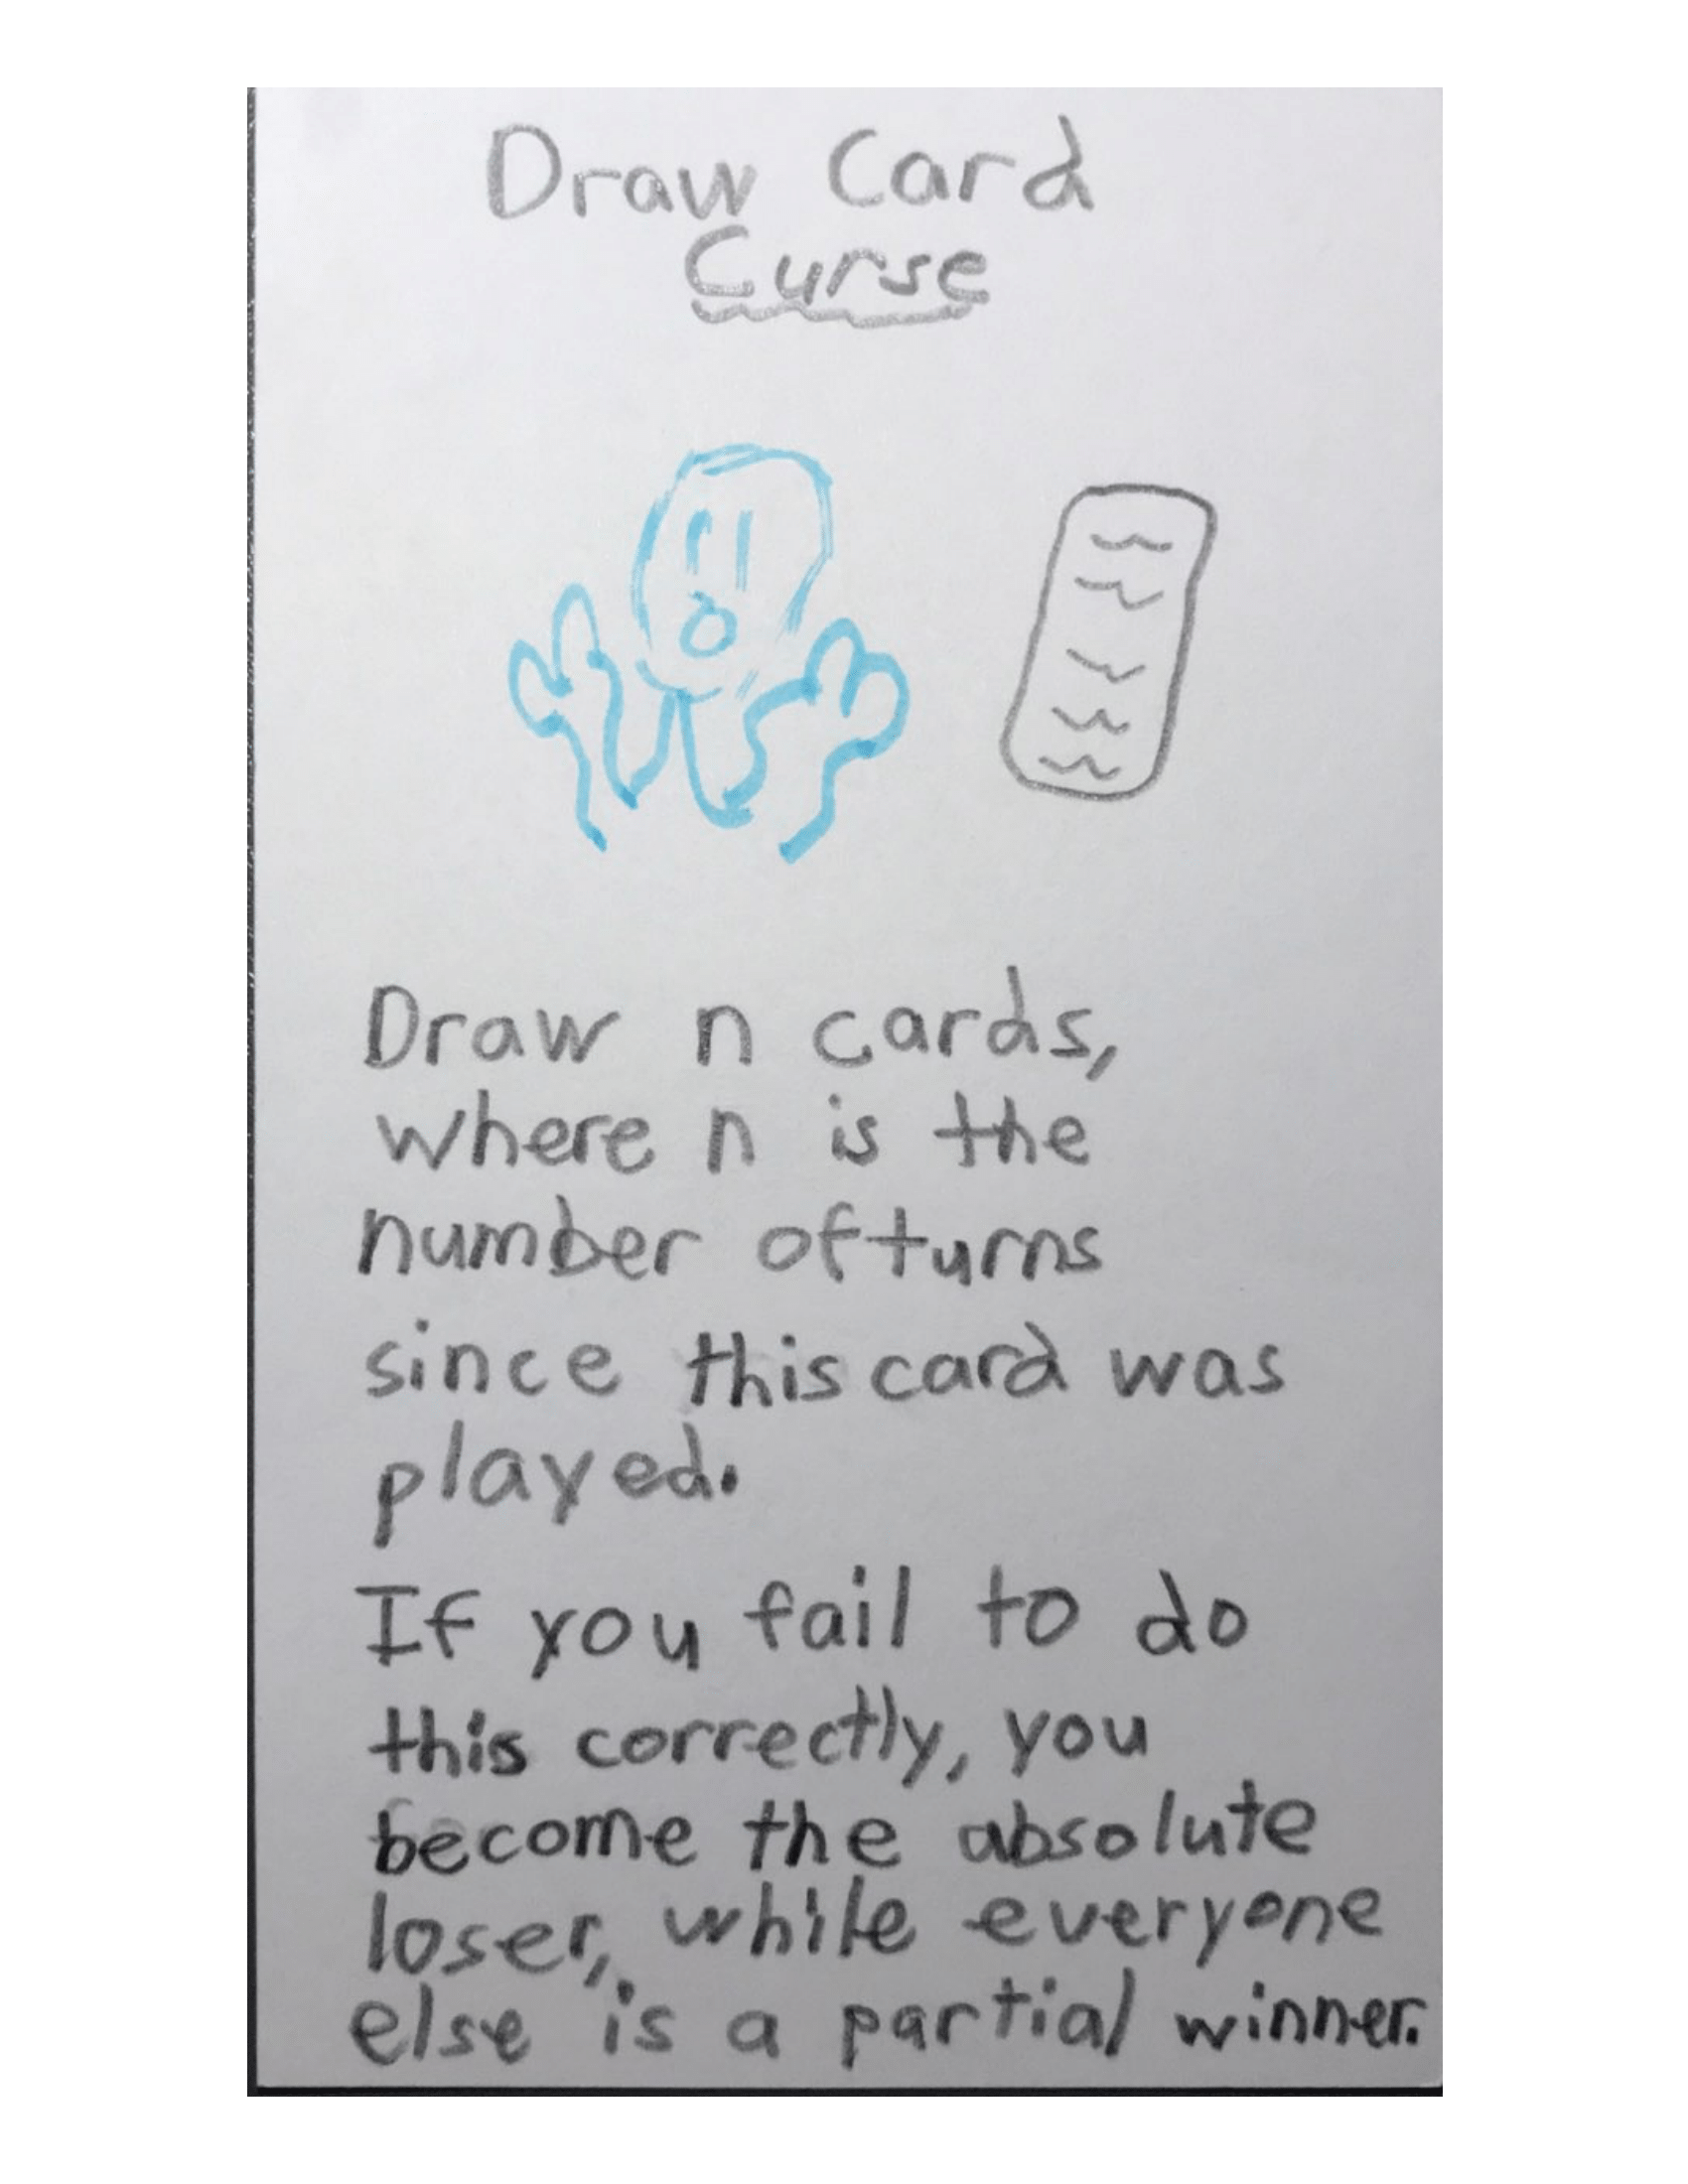 Draw Card
Curse
Draw n cards,
where n is the
number of turns
since this card was
played.
If you fail to do
this correctly, you
become the absolute
loser, while everyone
else is a partial winner.